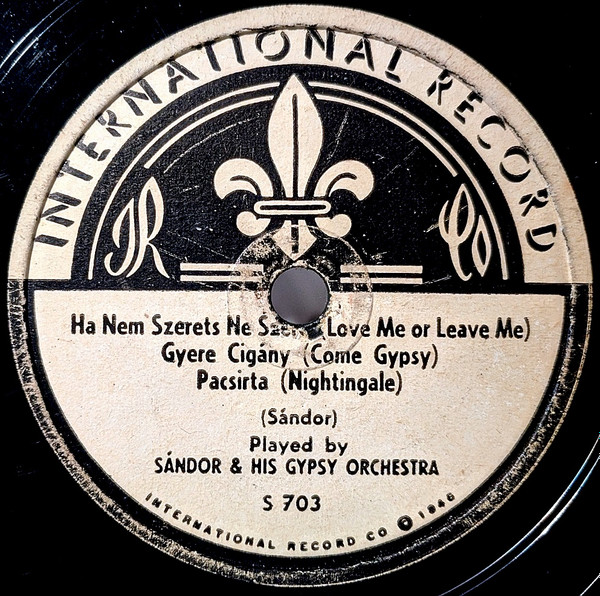 INTERNATIONAL RECORD
IR Co
Ha Nem Szerets Ne (Love Me or Leave Me)
Gyere Cigány (Come Gypsy)
Pacsirta (Nightingale)
(Sándor)
Played by
SÁNDOR & HIS GYPSY ORCHESTRA
S 703
INTERNATIONAL RECORD CO © 1946